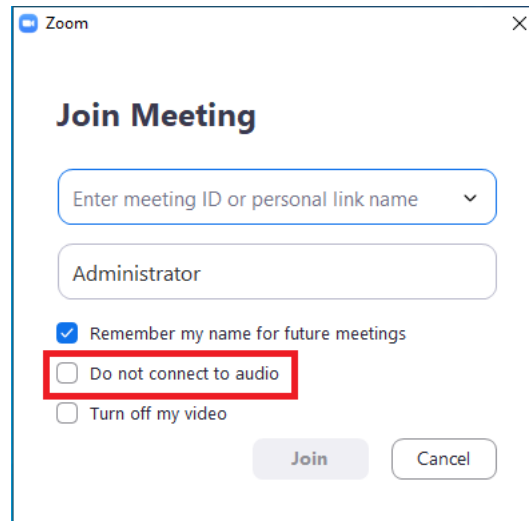 Zoom
Join Meeting
Enter meeting ID or personal link name
Administrator
Remember my name for future meetings
Do not connect to audio
Turn off my video
Join Cancel